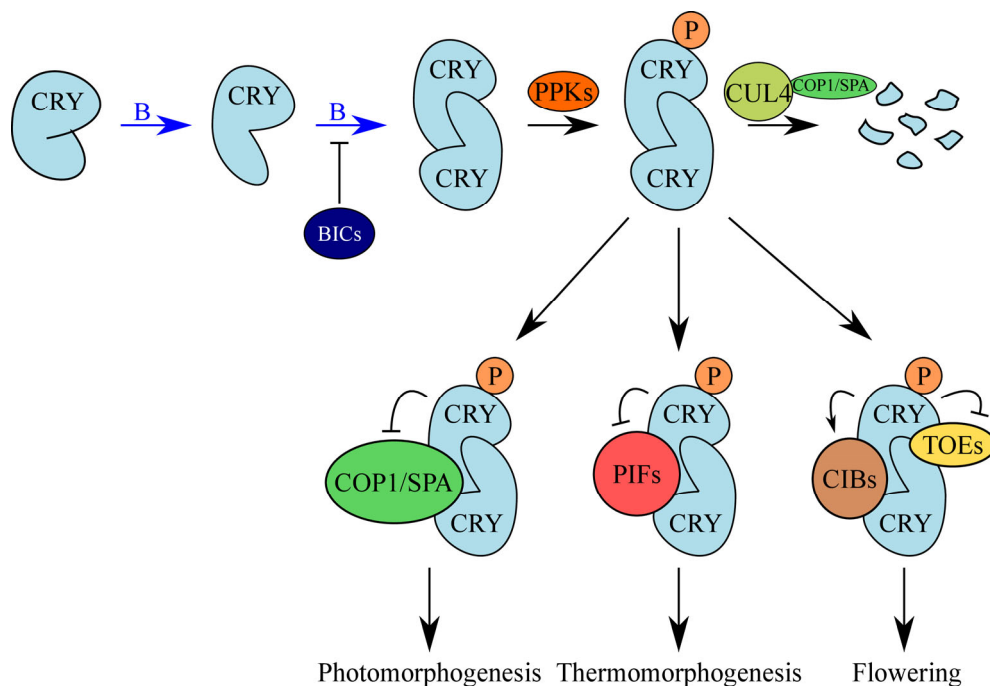 P
CRY
CRY
CRY
CRY
B
B
PPKs
CUL4
COP1/SPA
CRY
CRY
BICs
P
P
P
CRY
CRY
CRY
COP1/SPA
PIFs
CIBs
TOEs
CRY
CRY
CRY
Photomorphogenesis
Thermomorphogenesis
Flowering